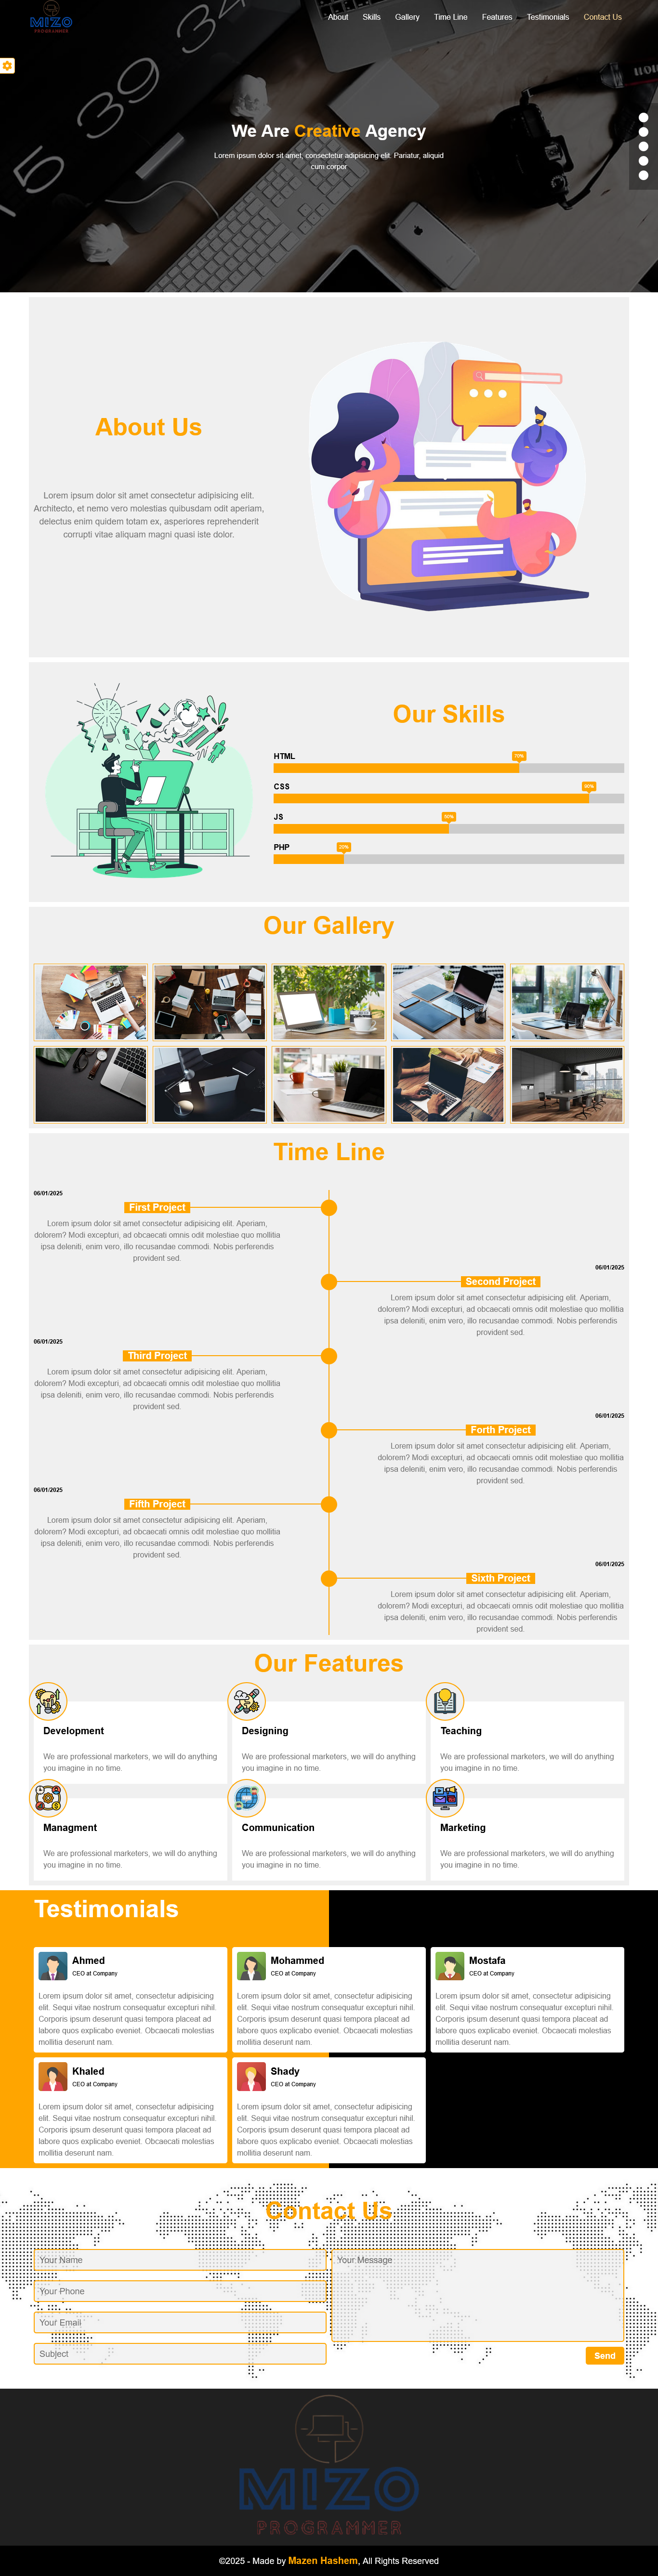 MIZO
PROGRAMMER
About Skills Gallery Time Line Features Testimonials Contact Us
We Are Creative Agency
Lorem ipsum dolor sit amet, consectetur adipisicing elit. Pariatur, aliquid
cum corpor
About Us
Lorem ipsum dolor sit amet consectetur adipisicing elit.
Architecto, et nemo vero molestias quibusdam odit aperiam,
delectus enim quidem totam ex, asperiores reprehenderit
corrupti vitae aliquam magni quasi iste dolor.
Our Skills
HTML
70%
CSS
90%
JS
50%
PHP
20%
Our Gallery
Time Line
06/01/2025
First Project
Lorem ipsum dolor sit amet consectetur adipisicing elit. Aperiam,
dolorem? Modi excepturi, ad obcaecati omnis odit molestiae quo mollitia
ipsa deleniti, enim vero, illo recusandae commodi. Nobis perferendis
provident sed.
06/01/2025
Second Project
Lorem ipsum dolor sit amet consectetur adipisicing elit. Aperiam,
dolorem? Modi excepturi, ad obcaecati omnis odit molestiae quo mollitia
ipsa deleniti, enim vero, illo recusandae commodi. Nobis perferendis
provident sed.
06/01/2025
Third Project
Lorem ipsum dolor sit amet consectetur adipisicing elit. Aperiam,
dolorem? Modi excepturi, ad obcaecati omnis odit molestiae quo mollitia
ipsa deleniti, enim vero, illo recusandae commodi. Nobis perferendis
provident sed.
06/01/2025
Forth Project
Lorem ipsum dolor sit amet consectetur adipisicing elit. Aperiam,
dolorem? Modi excepturi, ad obcaecati omnis odit molestiae quo mollitia
ipsa deleniti, enim vero, illo recusandae commodi. Nobis perferendis
provident sed.
06/01/2025
Fifth Project
Lorem ipsum dolor sit amet consectetur adipisicing elit. Aperiam,
dolorem? Modi excepturi, ad obcaecati omnis odit molestiae quo mollitia
ipsa deleniti, enim vero, illo recusandae commodi. Nobis perferendis
provident sed.
06/01/2025
Sixth Project
Lorem ipsum dolor sit amet consectetur adipisicing elit. Aperiam,
dolorem? Modi excepturi, ad obcaecati omnis odit molestiae quo mollitia
ipsa deleniti, enim vero, illo recusandae commodi. Nobis perferendis
provident sed.
Our Features
Development
We are professional marketers, we will do anything
you imagine in no time.
Designing
We are professional marketers, we will do anything
you imagine in no time.
Teaching
We are professional marketers, we will do anything
you imagine in no time.
Managment
We are professional marketers, we will do anything
you imagine in no time.
Communication
We are professional marketers, we will do anything
you imagine in no time.
Marketing
We are professional marketers, we will do anything
you imagine in no time.
Testimonials
Ahmed
CEO at Company
Lorem ipsum dolor sit amet, consectetur adipisicing
elit. Sequi vitae nostrum consequatur excepturi nihil.
Corporis ipsum deserunt quasi tempora placeat ad
labore quos explicabo eveniet. Obcaecati molestias
mollitia deserunt nam.
Mohammed
CEO at Company
Lorem ipsum dolor sit amet, consectetur adipisicing
elit. Sequi vitae nostrum consequatur excepturi nihil.
Corporis ipsum deserunt quasi tempora placeat ad
labore quos explicabo eveniet. Obcaecati molestias
mollitia deserunt nam.
Mostafa
CEO at Company
Lorem ipsum dolor sit amet, consectetur adipisicing
elit. Sequi vitae nostrum consequatur excepturi nihil.
Corporis ipsum deserunt quasi tempora placeat ad
labore quos explicabo eveniet. Obcaecati molestias
mollitia deserunt nam.
Khaled
CEO at Company
Lorem ipsum dolor sit amet, consectetur adipisicing
elit. Sequi vitae nostrum consequatur excepturi nihil.
Corporis ipsum deserunt quasi tempora placeat ad
labore quos explicabo eveniet. Obcaecati molestias
mollitia deserunt nam.
Shady
CEO at Company
Lorem ipsum dolor sit amet, consectetur adipisicing
elit. Sequi vitae nostrum consequatur excepturi nihil.
Corporis ipsum deserunt quasi tempora placeat ad
labore quos explicabo eveniet. Obcaecati molestias
mollitia deserunt nam.
Contact Us
Your Name
Your Phone
Your Email
Subject
Your Message
Send
MIZO
PROGRAMMER
©2025 - Made by Mazen Hashem, All Rights Reserved